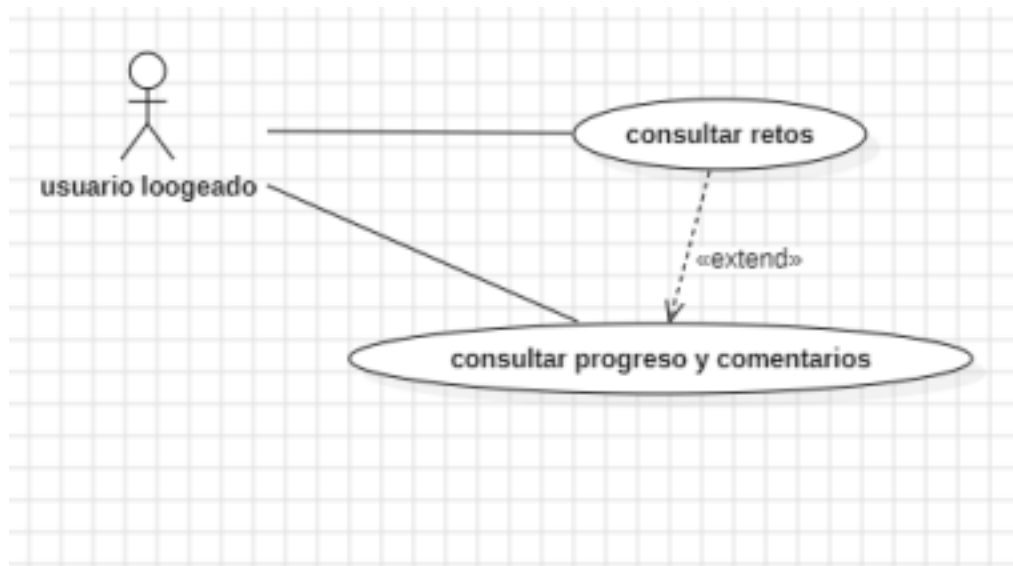 consultar retos
usuario loogeado
«extend»
consultar progreso y comentarios